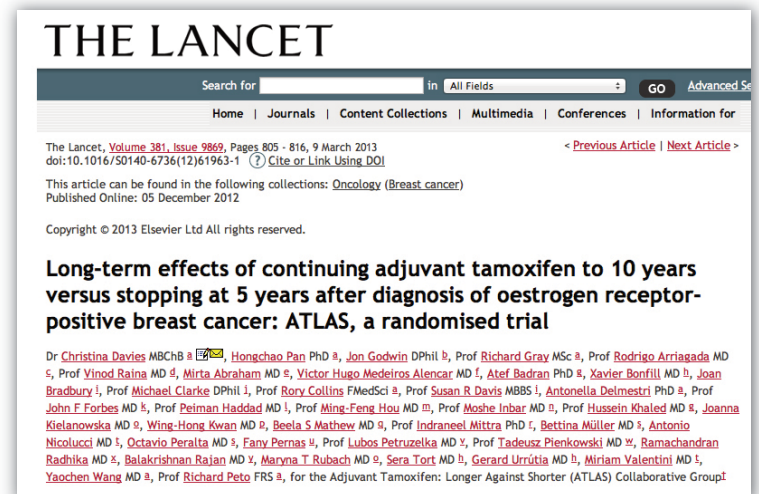 THE LANCET
Search for in All Fields GO Advanced Se
Home | Journals | Content Collections | Multimedia | Conferences | Information for
The Lancet, Volume 381, Issue 9869, Pages 805 - 816, 9 March 2013
< Previous Article | Next Article >
doi:10.1016/S0140-6736(12)61963-1 ? Cite or Link Using DOI
This article can be found in the following collections: Oncology (Breast cancer)
Published Online: 05 December 2012
Copyright © 2013 Elsevier Ltd All rights reserved.
Long-term effects of continuing adjuvant tamoxifen to 10 years
versus stopping at 5 years after diagnosis of oestrogen receptor-
positive breast cancer: ATLAS, a randomised trial
Dr Christina Davies MBChB a, Hongchao Pan PhD a, Jon Godwin DPhil b, Prof Richard Gray MSc a, Prof Rodrigo Arriagada MD
c, Prof Vinod Raina MD d, Mirta Abraham MD e, Victor Hugo Medeiros Alencar MD f, Atef Badran PhD g, Xavier Bonfill MD h, Joan
Bradbury i, Prof Michael Clarke DPhil j, Prof Rory Collins FMedSci a, Prof Susan R Davis MBBS i, Antonella Delmestri PhD a, Prof
John F Forbes MD k, Prof Peiman Haddad MD l, Prof Ming-Feng Hou MD m, Prof Moshe Inbar MD n, Prof Hussein Khaled MD g, Joanna
Kielanowska MD o, Wing-Hong Kwan MD p, Beela S Mathew MD q, Prof Indraneel Mittra PhD r, Bettina Müller MD s, Antonio
Nicolucci MD t, Octavio Peralta MD s, Fany Pernas u, Prof Lubos Petruzelka MD v, Prof Tadeusz Pienkowski MD w, Ramachandran
Radhika MD x, Balakrishnan Rajan MD y, Maryna T Rubach MD o, Sera Tort MD h, Gerard Urrútia MD h, Miriam Valentini MD t,
Yaochen Wang MD a, Prof Richard Peto FRS a, for the Adjuvant Tamoxifen: Longer Against Shorter (ATLAS) Collaborative Group‡